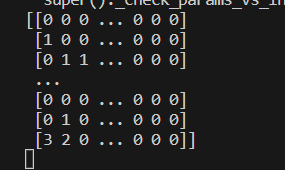 super()._check_params_vs_in
[[0 0 0 ... 0 0 0]
[1 0 0 ... 0 0 0]
[0 1 1 ... 0 0 0]
...
[0 0 0 ... 0 0 0]
[0 1 0 ... 0 0 0]
[3 2 0 ... 0 0 0]]